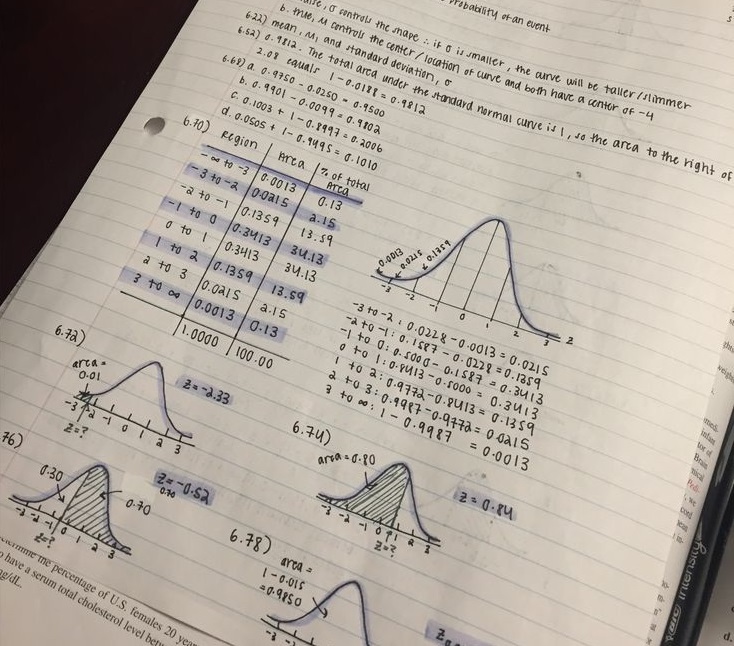 probability of an event
, σ controls the shape ∴ if σ is smaller, the curve will be taller/slimmer
b. true, μ controls the center/location of curve and both have a center of -4
6.22) mean, μ, and standard deviation, σ
6.52) 0.9812. The total area under the standard normal curve is 1, so the area to the right of
2.08 equals 1-0.0188 = 0.9812
6.68) a. 0.9750 - 0.0250 = 0.9500
b. 0.9901 - 0.0099 = 0.9802
c. 0.1003 + 1-0.8997 = 0.2006
d. 0.0505 + 1-0.9495 = 0.1010
6.70)
Region Area % of total Area
-∞ to -3 0.0013 0.13
-3 to -2 0.0215 2.15
-2 to -1 0.1359 13.59
-1 to 0 0.3413 34.13
0 to 1 0.3413 34.13
1 to 2 0.1359 13.59
2 to 3 0.0215 2.15
3 to ∞ 0.0013 0.13
1.0000 100.00
0.0013 0.0215 0.1359
-3 -2 -1 0 1 2 3 z
-3 to -2: 0.0228-0.0013 = 0.0215
-2 to -1: 0.1587-0.0228 = 0.1359
-1 to 0: 0.5000-0.1587 = 0.3413
0 to 1: 0.8413-0.5000 = 0.3413
1 to 2: 0.9772-0.8413 = 0.1359
2 to 3: 0.9987-0.9772 = 0.0215
3 to ∞: 1-0.9987 = 0.0013
6.72)
area =
0.01
z = -2.33
-3 -2 -1 0 1 2 3
z = ?
6.74)
area = 0.80
z = 0.84
-3 -2 -1 0 1 2 3
z = ?
76)
0.30
0.70
z = -0.52
0.70
-3 -2 -1 0 1 2 3
z = ?
6.78)
area =
1-0.015
= 0.9850
-3 -2 -1
the percentage of U.S. females 20
have a serum total cholesterol level
mg/dL.
BIC intensity